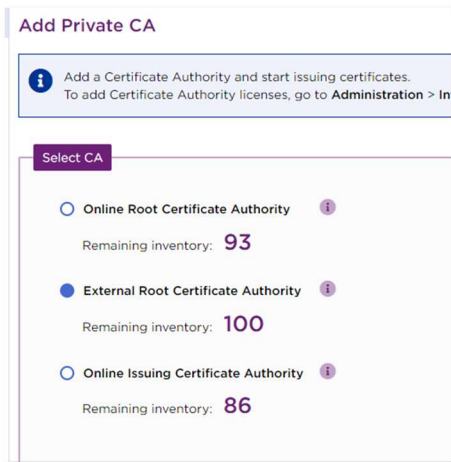 Add Private CA
Add a Certificate Authority and start issuing certificates.
To add Certificate Authority licenses, go to Administration > In
Select CA
Online Root Certificate Authority
Remaining inventory: 93
External Root Certificate Authority
Remaining inventory: 100
Online Issuing Certificate Authority
Remaining inventory: 86